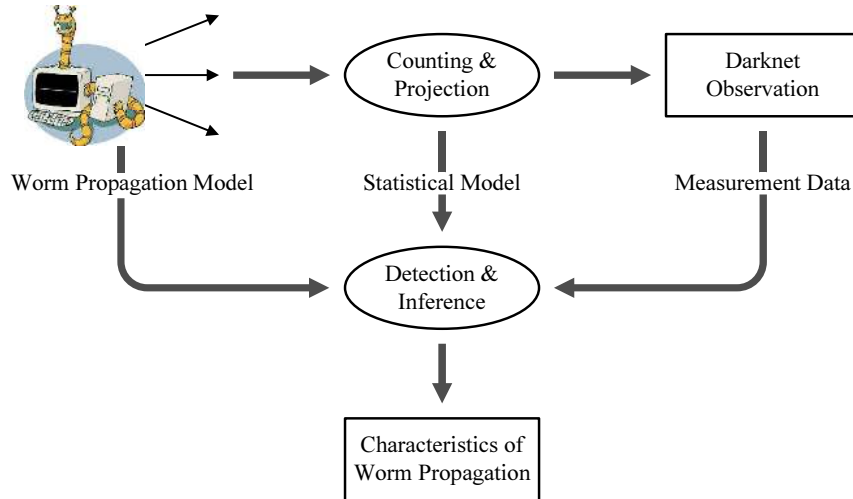 Counting &
Projection
Darknet
Observation
Worm Propagation Model
Statistical Model
Measurement Data
Detection &
Inference
Characteristics of
Worm Propagation